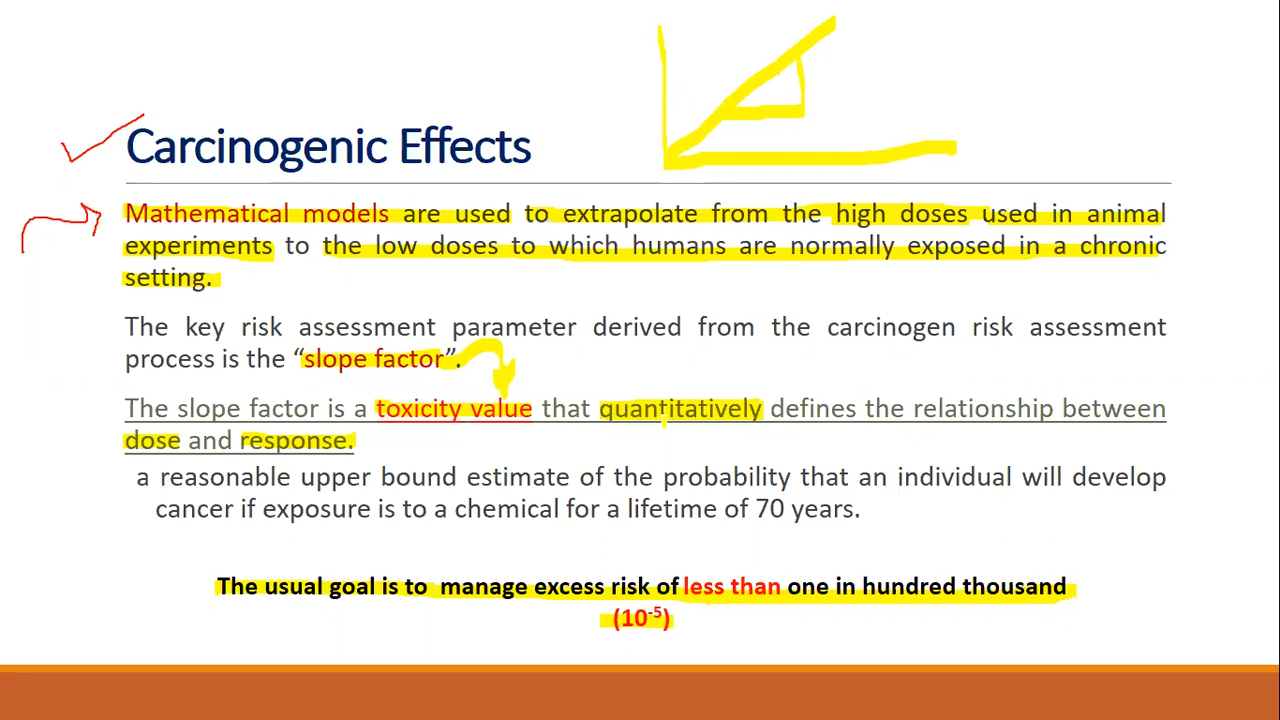 Carcinogenic Effects
Mathematical models are used to extrapolate from the high doses used in animal
experiments to the low doses to which humans are normally exposed in a chronic
setting.
The key risk assessment parameter derived from the carcinogen risk assessment
process is the “slope factor”.
The slope factor is a toxicity value that quantitatively defines the relationship between
dose and response.
a reasonable upper bound estimate of the probability that an individual will develop
cancer if exposure is to a chemical for a lifetime of 70 years.
The usual goal is to manage excess risk of less than one in hundred thousand
(10⁻⁵)